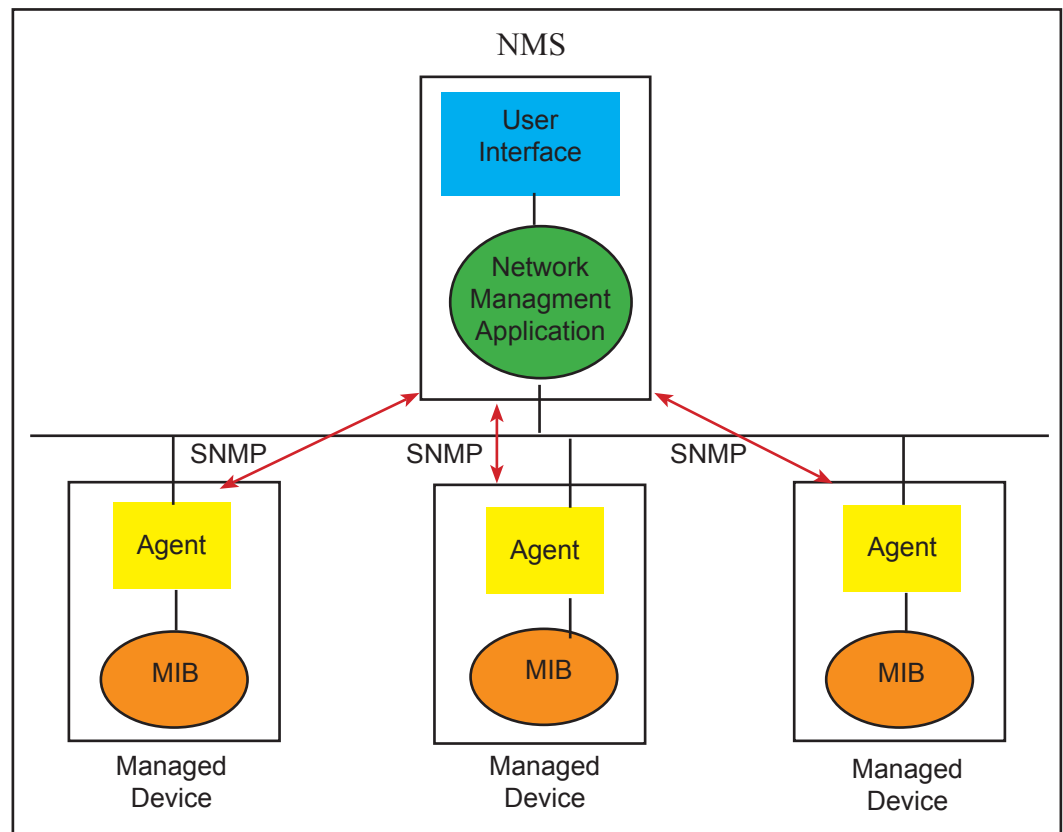 NMS
User
Interface
Network
Managment
Application
SNMP
SNMP
SNMP
Agent
Agent
Agent
MIB
MIB
MIB
Managed
Device
Managed
Device
Managed
Device